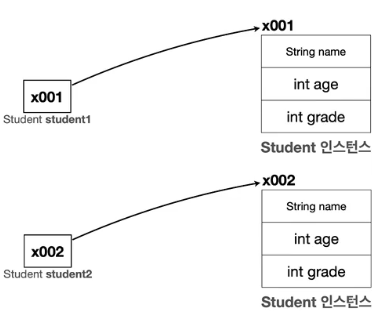 x001
String name
x001
int age
Student student1
int grade
Student 인스턴스
x002
String name
x002
int age
Student student2
int grade
Student 인스턴스